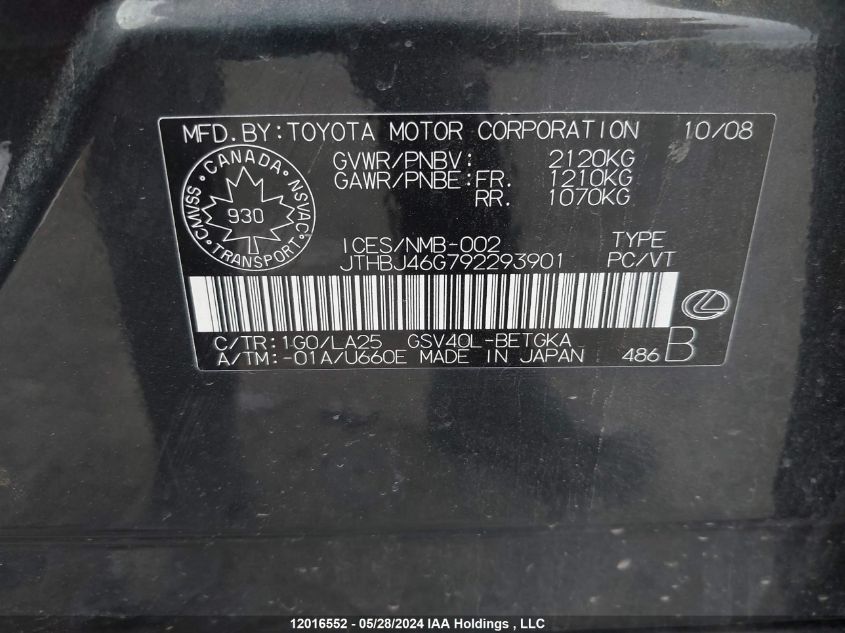 MFD.BY:TOYOTA MOTOR CORPORATION 10/08
GVWR/PNBV: 2120KG
GAWR/PNBE:FR. 1210KG
RR. 1070KG
CANADA
CMVSS NSVAC
930
TRANSPORT
ICES/NMB-002 TYPE
JTHBJ46G792293901 PC/VT
C/TR:1G0/LA25 GSV40L-BETGKA
A/TM:-01A/U660E MADE IN JAPAN 486 B
12016552 - 05/28/2024 IAA Holdings , LLC